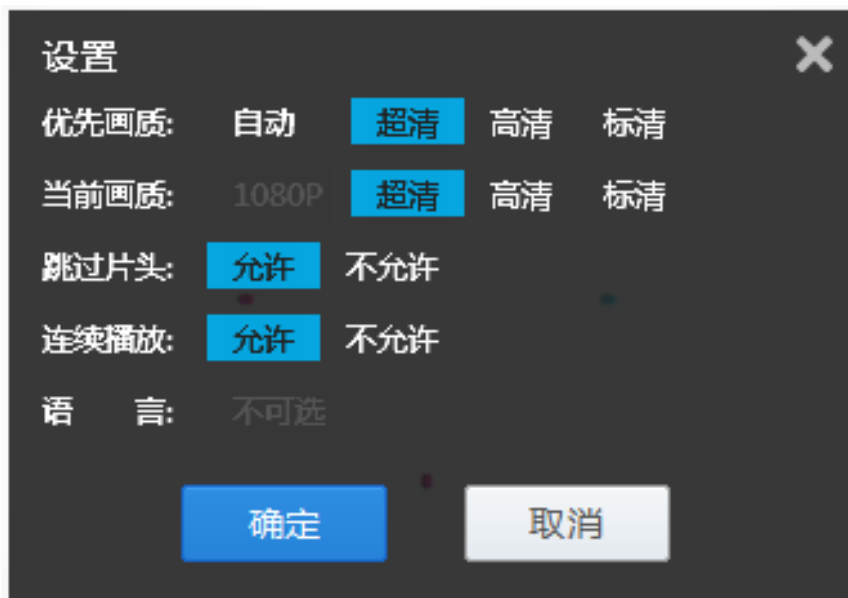 设置
优先画质: 自动 超清 高清 标清
当前画质: 1080P 超清 高清 标清
跳过片头: 允许 不允许
连续播放: 允许 不允许
语 言: 不可选
确定 取消